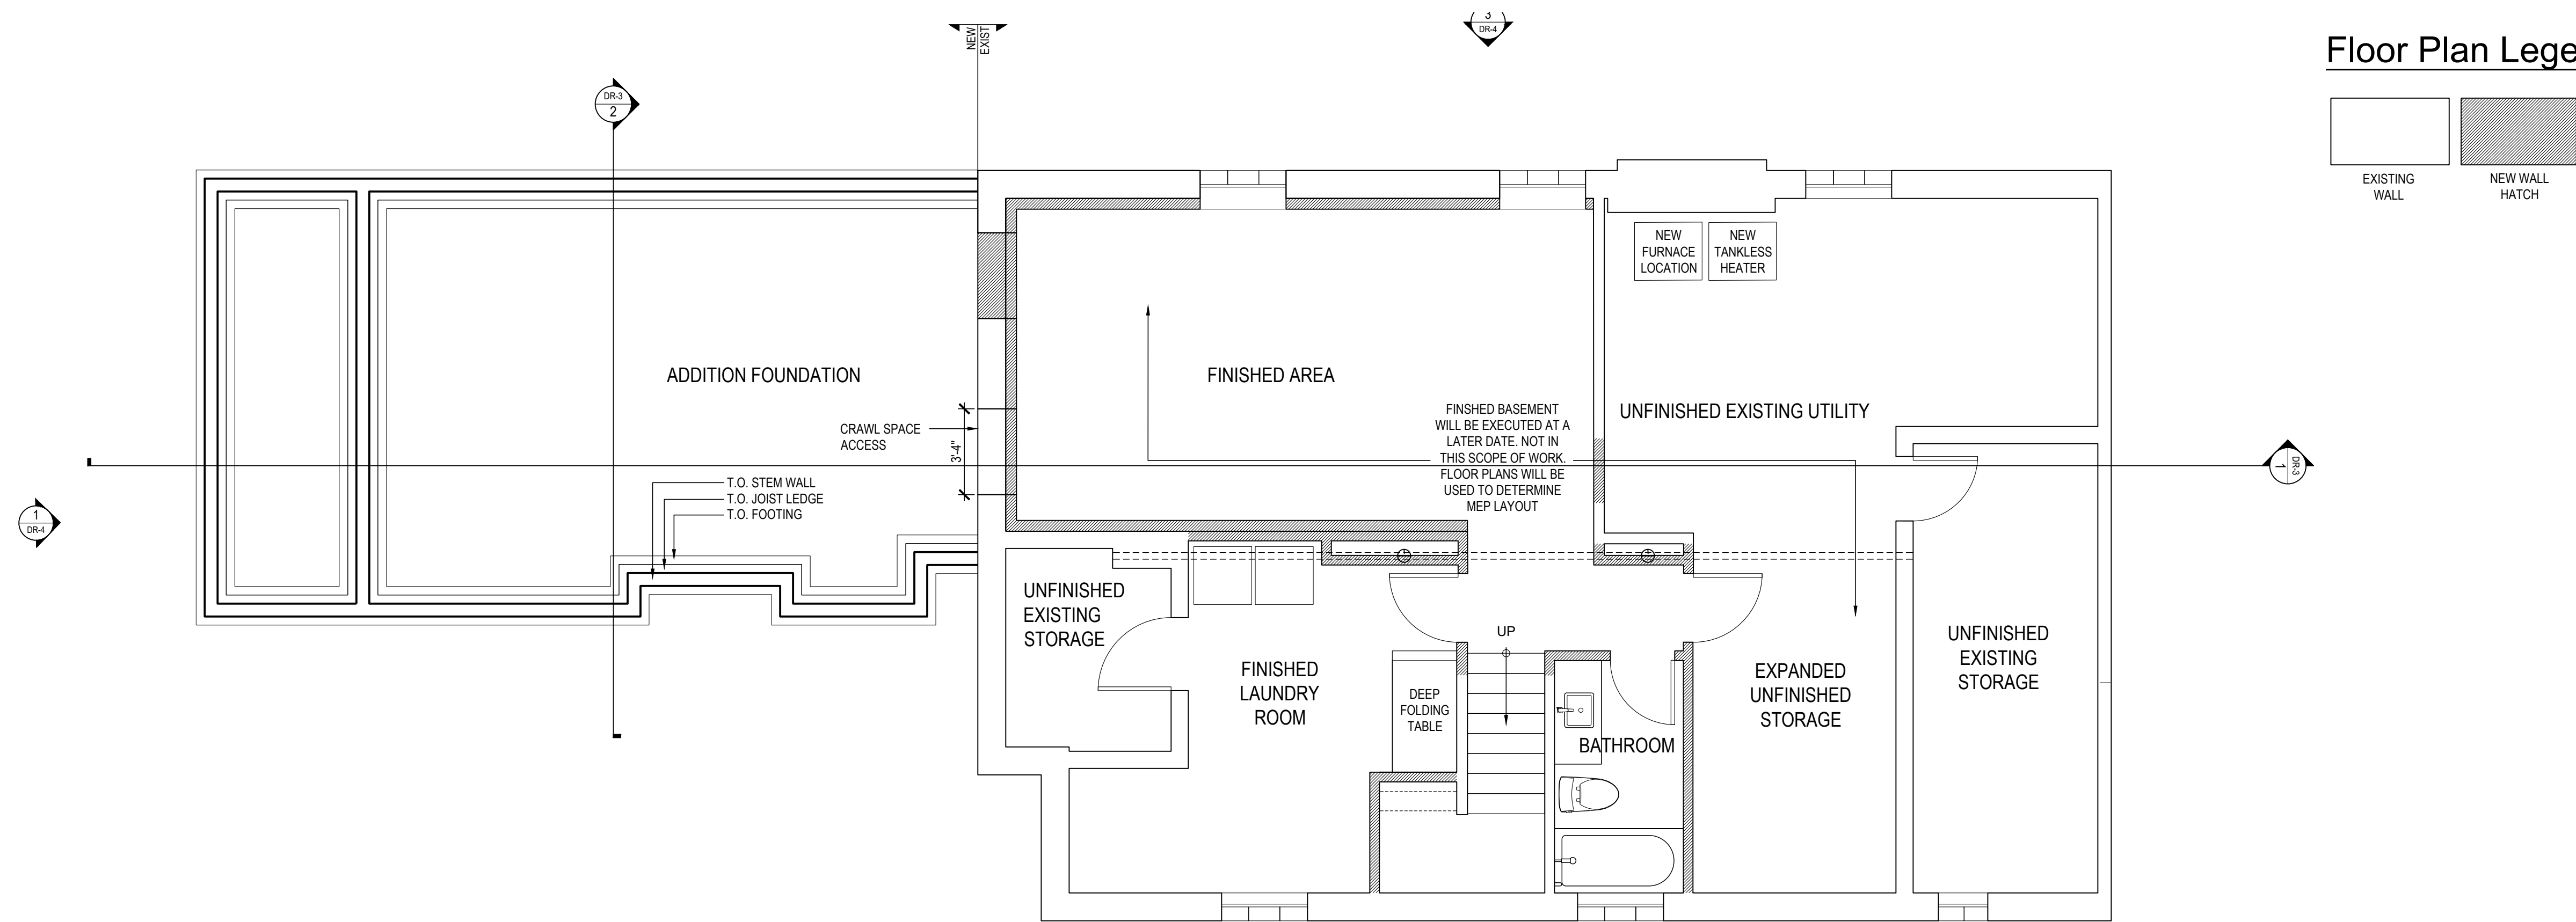 3
DR-4
NEW
EXIST
Floor Plan Lege
DR-3
2
EXISTING
WALL
NEW WALL
HATCH
NEW
FURNACE
LOCATION
NEW
TANKLESS
HEATER
ADDITION FOUNDATION
FINISHED AREA
FINSHED BASEMENT
WILL BE EXECUTED AT A
LATER DATE. NOT IN
THIS SCOPE OF WORK.
FLOOR PLANS WILL BE
USED TO DETERMINE
MEP LAYOUT
UNFINISHED EXISTING UTILITY
CRAWL SPACE
ACCESS
3'-4"
DR-3
1
T.O. STEM WALL
T.O. JOIST LEDGE
T.O. FOOTING
1
DR-4
UNFINISHED
EXISTING
STORAGE
FINISHED
LAUNDRY
ROOM
DEEP
FOLDING
TABLE
UP
BATHROOM
EXPANDED
UNFINISHED
STORAGE
UNFINISHED
EXISTING
STORAGE